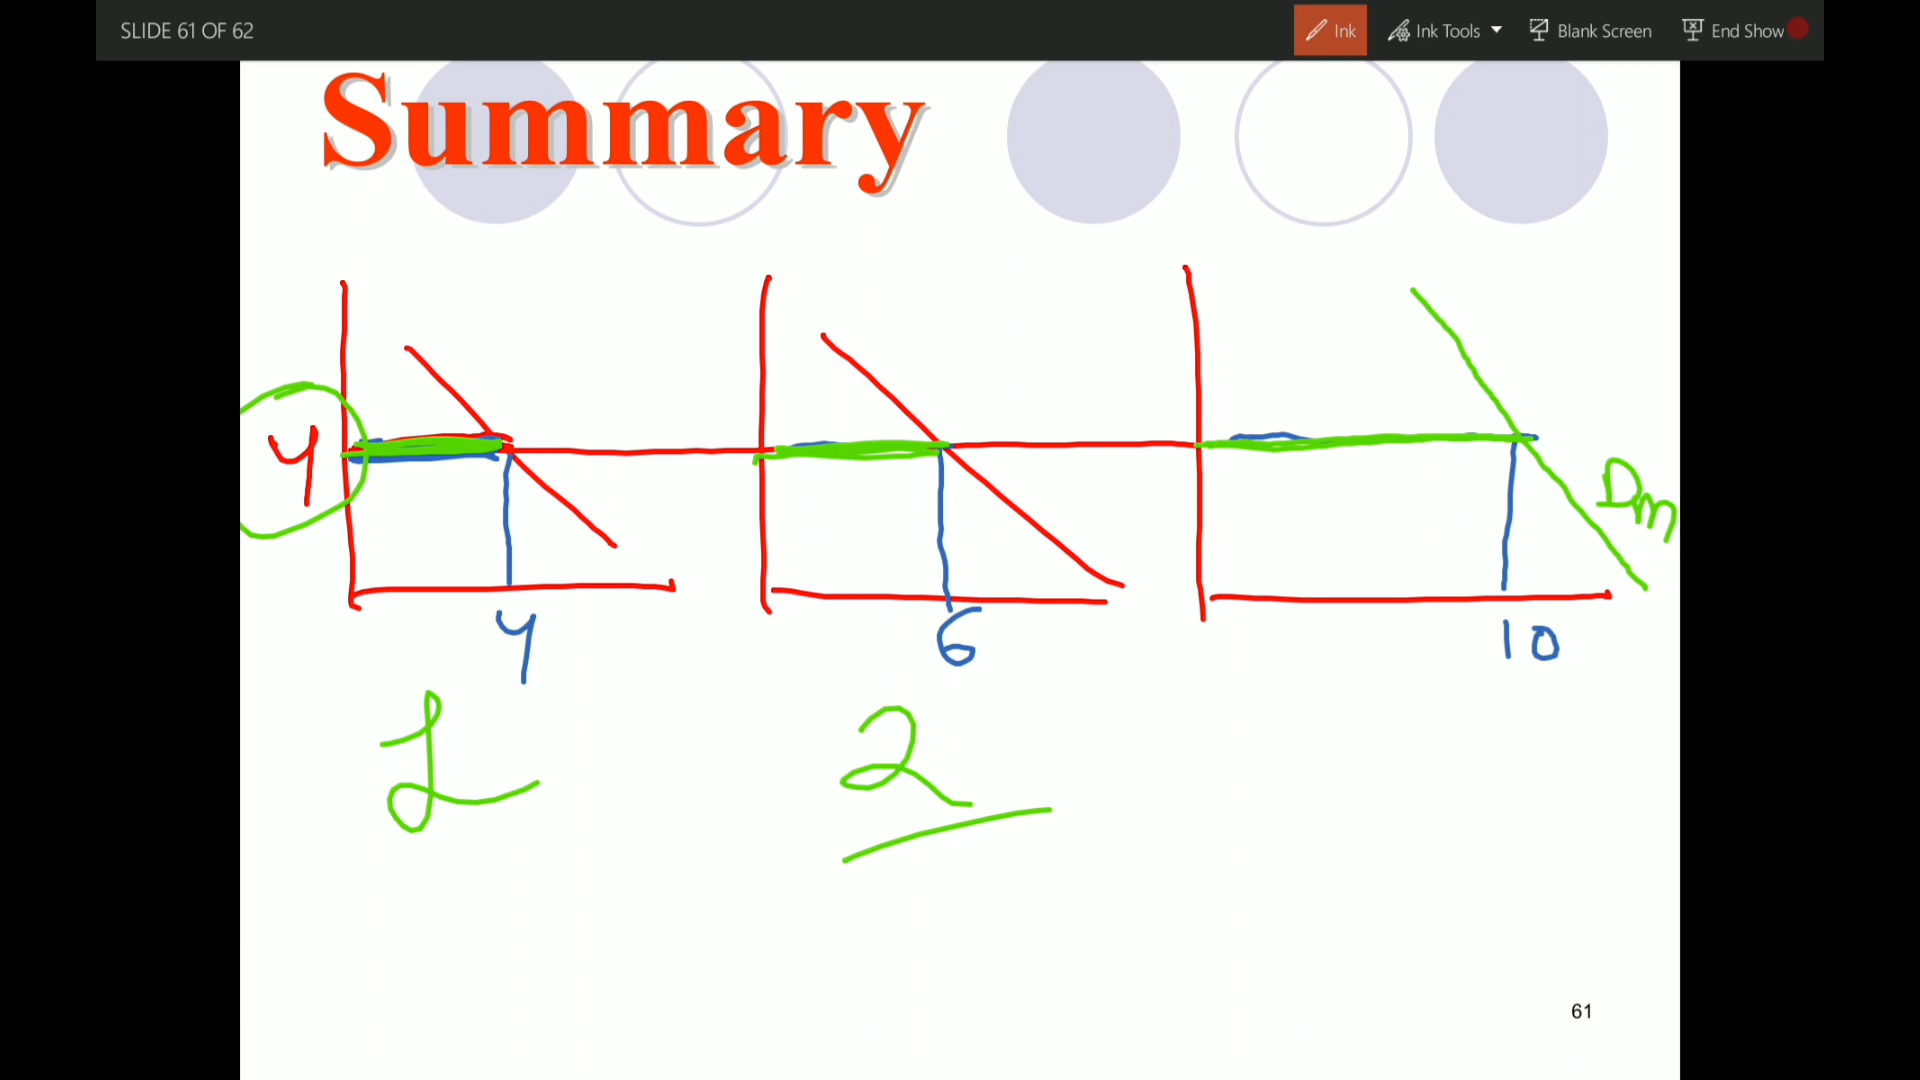 SLIDE 61 OF 62
Ink
Ink Tools
Blank Screen
End Show
Summary
4
Dm
4
6
10
1
2
61